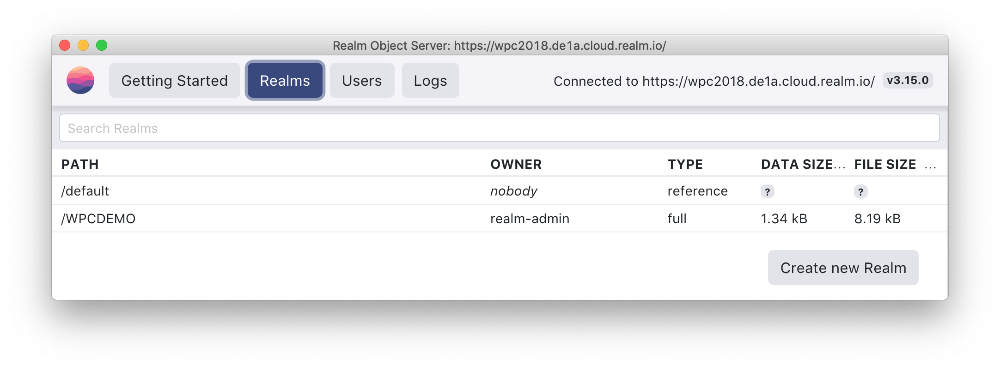 Realm Object Server: https://wpc2018.de1a.cloud.realm.io/
Getting Started Realms Users Logs Connected to https://wpc2018.de1a.cloud.realm.io/ v3.15.0
Search Realms
PATH OWNER TYPE DATA SIZE... FILE SIZE ...
/default nobody reference ? ?
/WPCDEMO realm-admin full 1.34 kB 8.19 kB
Create new Realm